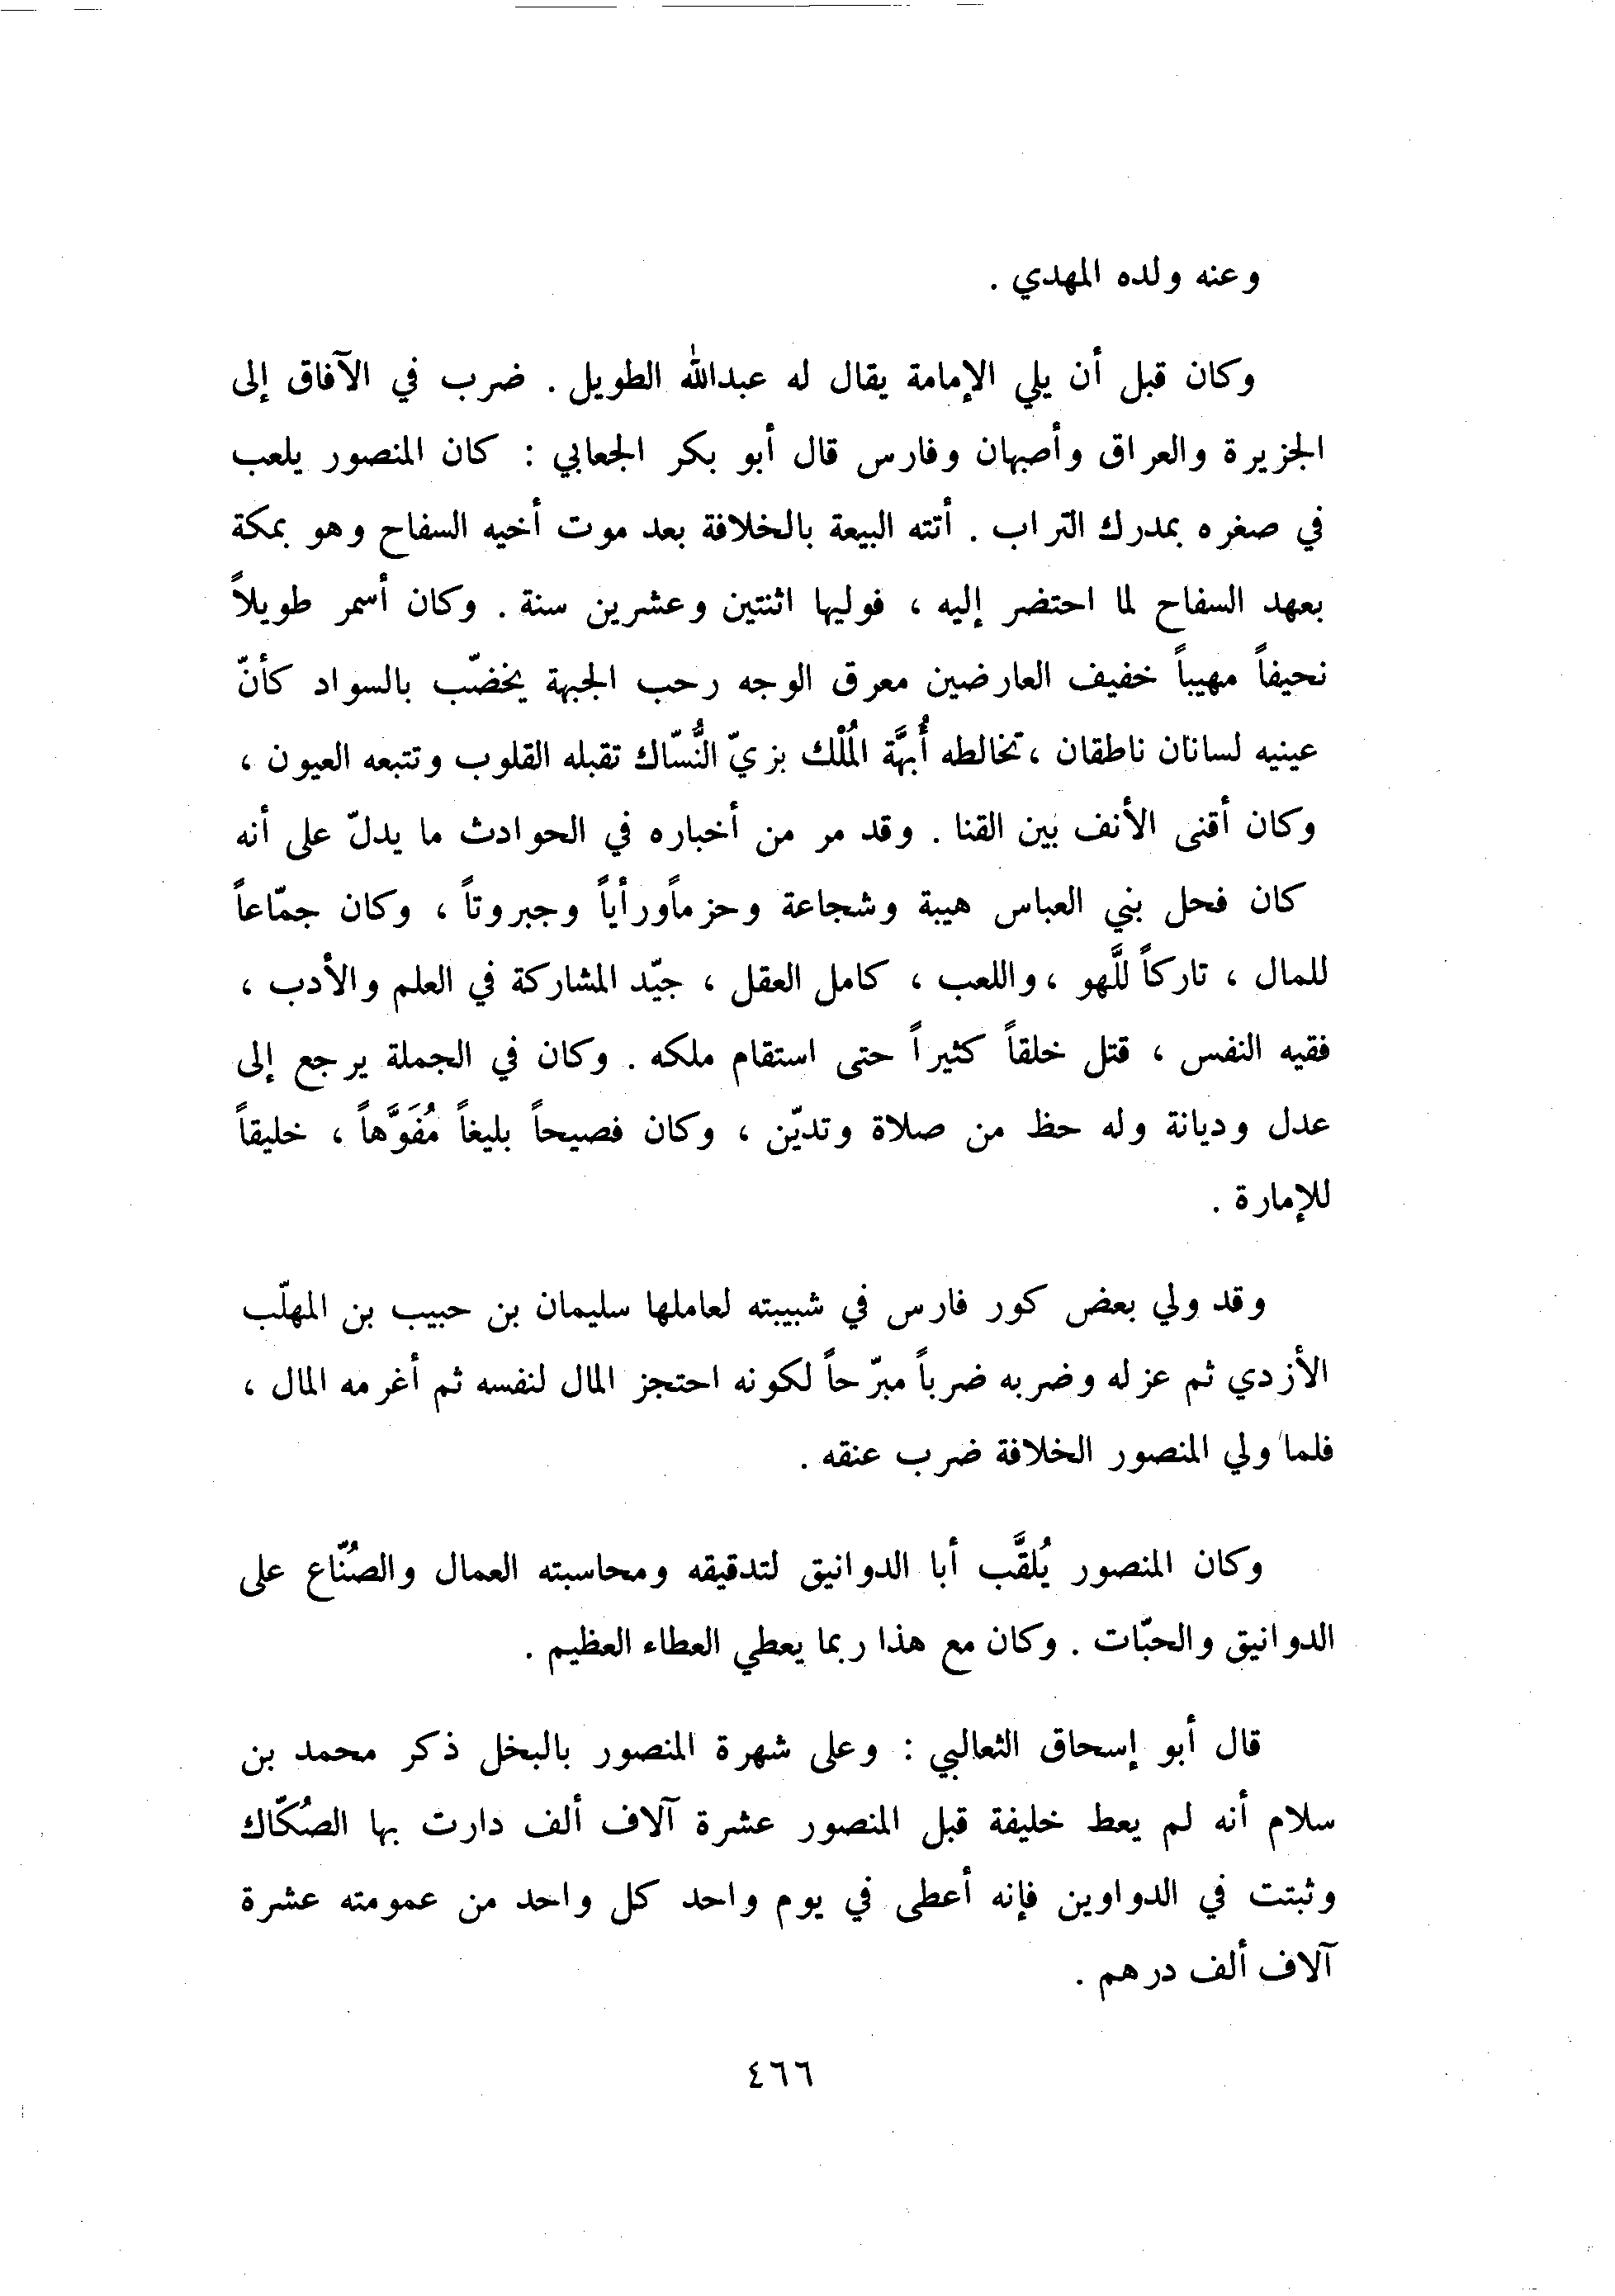 وعنه ولده المهدي .
وكان قبل أن يلي الإمامة يقال له عبدالله الطويل . ضرب في الآفاق إلى
الجزيرة والعراق وأصبهان وفارس قال أبو بكر الجعابي : كان المنصور يلعب
في صغره بمدرك التراب . أتته البيعة بالخلافة بعد موت أخيه السفاح وهو بمكة
بعهد السفاح لما احتضر إليه ، فوليها اثنتين وعشرين سنة . وكان أسمر طويلاً
نحيفاً مهيباً خفيف العارضين معرق الوجه رحب الجبهة يخضّب بالسواد كأنّ
عينيه لسانان ناطقان ، تخالطه أُبهَّة المُلْك بزيّ النُّسّاك تقبله القلوب وتتبعه العيون ،
وكان أقنى الأنف بين القنا . وقد مر من أخباره في الحوادث ما يدلّ على أنه
كان فحل بني العباس هيبة وشجاعة وحزماً ورأياً وجبروتاً ، وكان جمّاعاً
للمال ، تاركاً للَّهو ، واللعب ، كامل العقل ، جيّد المشاركة في العلم والأدب ،
فقيه النفس ، قتل خلقاً كثيراً حتى استقام ملكه . وكان في الجملة يرجع إلى
عدل وديانة وله حظ من صلاة وتديّن ، وكان فصيحاً بليغاً مُفَوَّهاً ، خليقاً
للإمارة .
وقد ولي بعض كور فارس في شبيبته لعاملها سليمان بن حبيب بن المهلّب
الأزدي ثم عزله وضربه ضرباً مبرّحاً لكونه احتجز المال لنفسه ثم أغرمه المال ،
فلما ولي المنصور الخلافة ضرب عنقه .
وكان المنصور يُلقَّب أبا الدوانيق لتدقيقه ومحاسبته العمال والصُنّاع على
الدوانيق والحبّات . وكان مع هذا ربما يعطي العطاء العظيم .
قال أبو إسحاق الثعالبي : وعلى شهرة المنصور بالبخل ذكر محمد بن
سلام أنه لم يعط خليفة قبل المنصور عشرة آلاف ألف دارت بها الصُكّاك
وثبتت في الدواوين فإنه أعطى في يوم واحد كل واحد من عمومته عشرة
آلاف ألف درهم .
٤٦٦